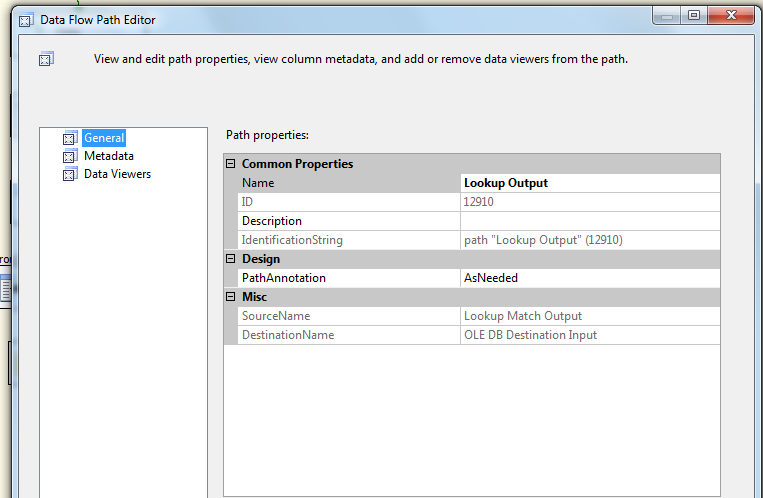 Data Flow Path Editor
View and edit path properties, view column metadata, and add or remove data viewers from the path.
General
Metadata
Data Viewers
Path properties:
Common Properties
Name Lookup Output
ID 12910
Description
IdentificationString path "Lookup Output" (12910)
Design
PathAnnotation AsNeeded
Misc
SourceName Lookup Match Output
DestinationName OLE DB Destination Input